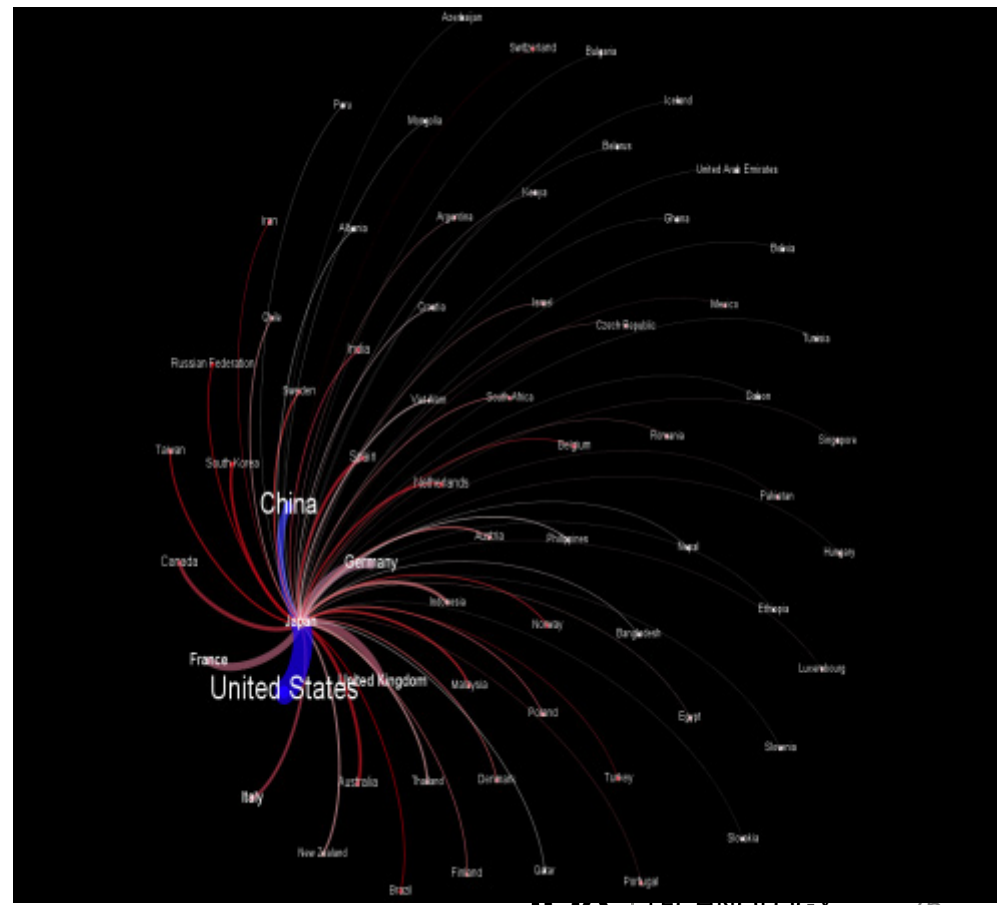 Azerbaijan
Switzerland
Bulgaria
Iceland
Peru
Mongolia
Belarus
United Arab Emirates
Kenya
Iran
Albania
Argentina
Ghana
Bolivia
Chile
Croatia
Israel
Mexico
Czech Republic
Tunisia
Russian Federation
India
Sweden
Viet Nam
South Africa
Gabon
Taiwan
South Korea
Spain
Belgium
Romania
Singapore
Netherlands
Pakistan
China
Austria
Philippines
Nepal
Hungary
Canada
Germany
Indonesia
Ethiopia
Japan
Norway
Bangladesh
France
Luxembourg
United States
United Kingdom
Malaysia
Poland
Egypt
Slovenia
Italy
Australia
Thailand
Denmark
Turkey
New Zealand
Slovakia
Finland
Qatar
Brazil
Portugal